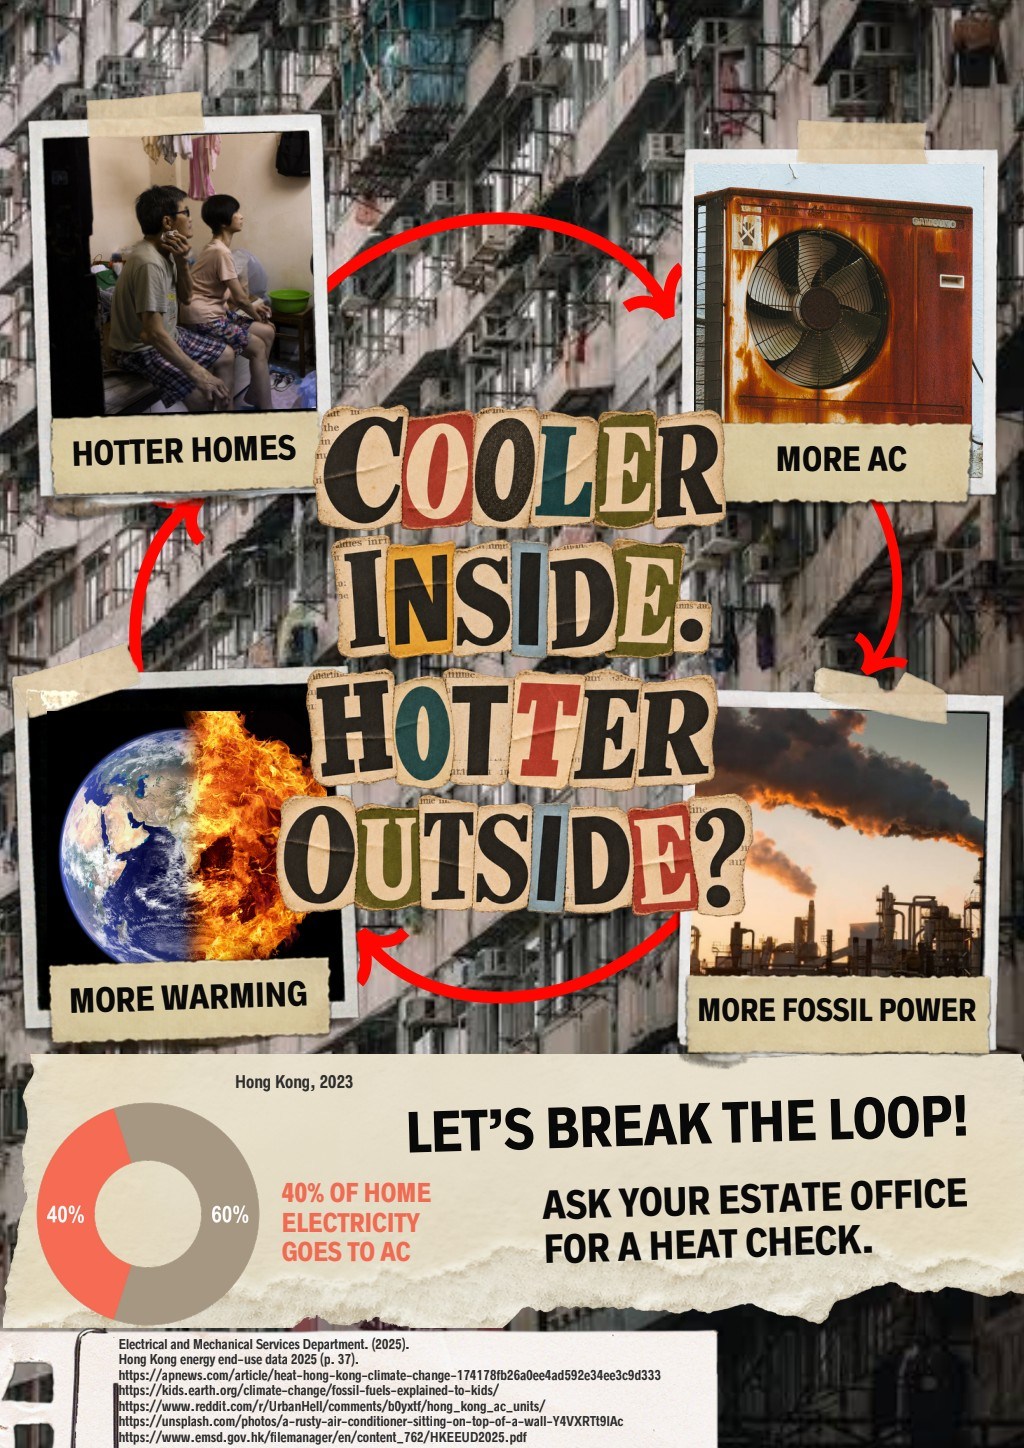 HOTTER HOMES
MORE AC
COOLER
INSIDE.
HOTTER
OUTSIDE?
MORE WARMING
MORE FOSSIL POWER
Hong Kong, 2023
LET'S BREAK THE LOOP!
40%
60%
40% OF HOME
ELECTRICITY
GOES TO AC
ASK YOUR ESTATE OFFICE
FOR A HEAT CHECK.
Electrical and Mechanical Services Department. (2025).
Hong Kong energy end-use data 2025 (p. 37).
https://apnews.com/article/heat-hong-kong-climate-change-174178fb26a0ee4ad592e34ee3c9d333
https://kids.earth.org/climate-change/fossil-fuels-explained-to-kids/
https://www.reddit.com/r/UrbanHell/comments/b0yxtf/hong_kong_ac_units/
https://unsplash.com/photos/a-rusty-air-conditioner-sitting-on-top-of-a-wall-Y4VXRTt9lAc
https://www.emsd.gov.hk/filemanager/en/content_762/HKEEUD2025.pdf